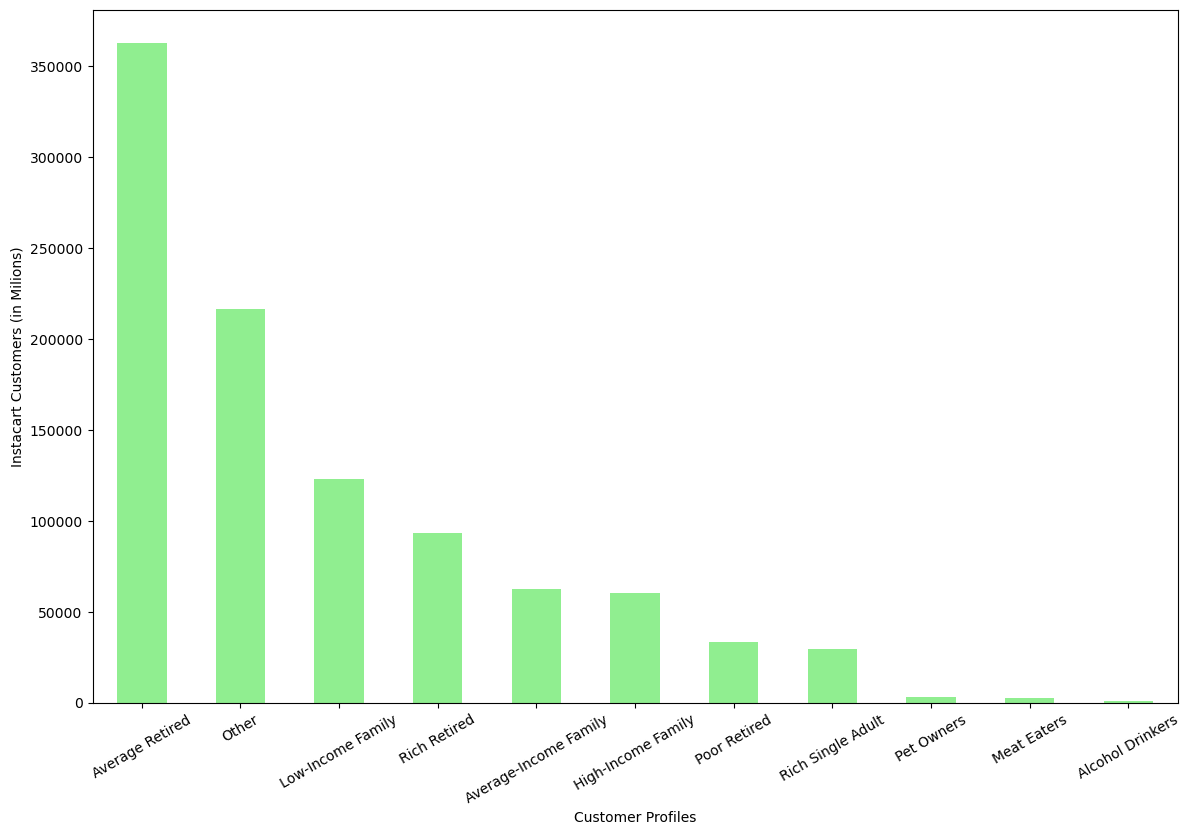 350000
300000
250000
200000
150000
100000
50000
0
Instacart Customers (in Milions)
Average Retired
Other
Low-Income Family
Rich Retired
Average-Income Family
High-Income Family
Poor Retired
Rich Single Adult
Pet Owners
Meat Eaters
Alcohol Drinkers
Customer Profiles